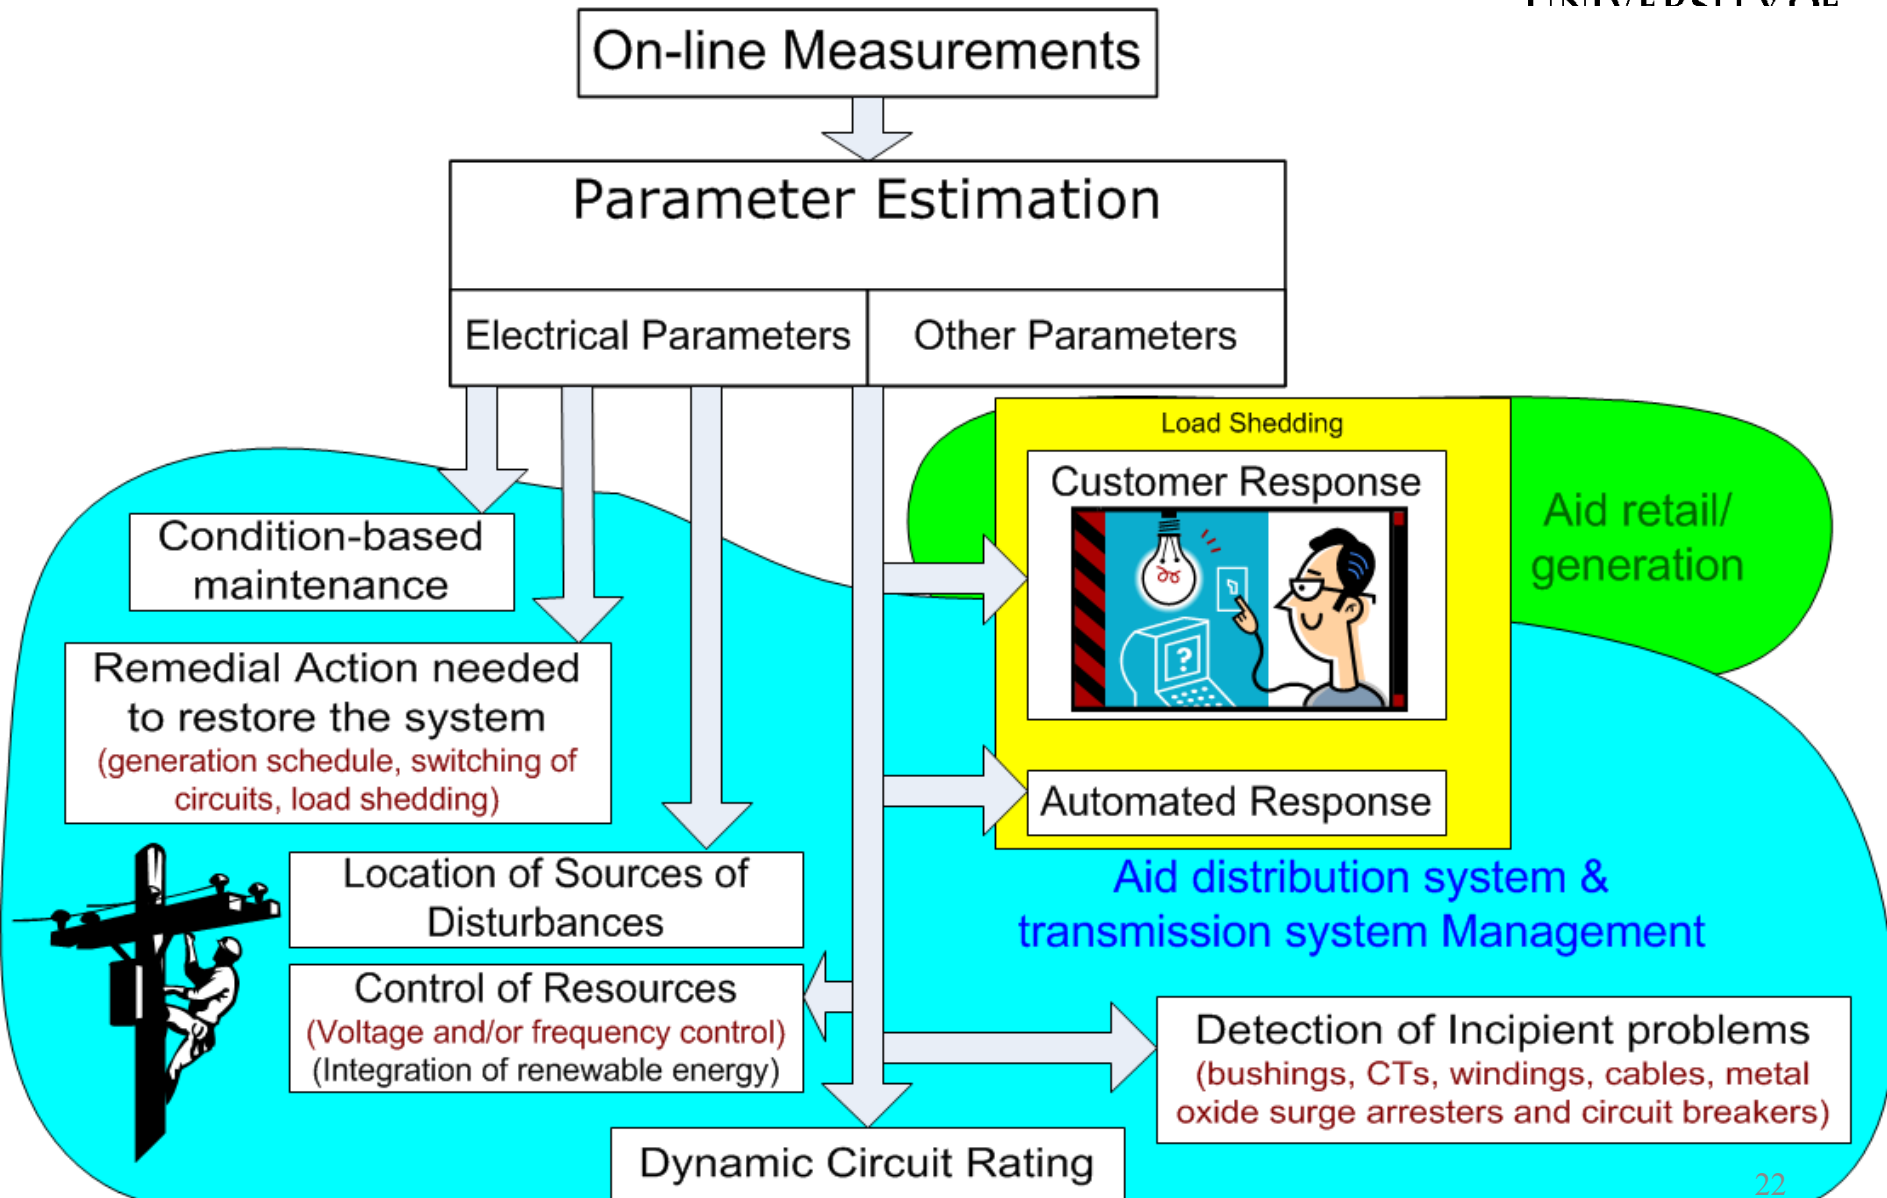 UNIVERSITY OF
On-line Measurements
Parameter Estimation
Electrical Parameters
Other Parameters
Load Shedding
Customer Response
?
Aid retail/
generation
Condition-based
maintenance
Remedial Action needed
to restore the system
(generation schedule, switching of
circuits, load shedding)
Automated Response
Location of Sources of
Disturbances
Aid distribution system &
transmission system Management
Control of Resources
(Voltage and/or frequency control)
(Integration of renewable energy)
Detection of Incipient problems
(bushings, CTs, windings, cables, metal
oxide surge arresters and circuit breakers)
Dynamic Circuit Rating
22